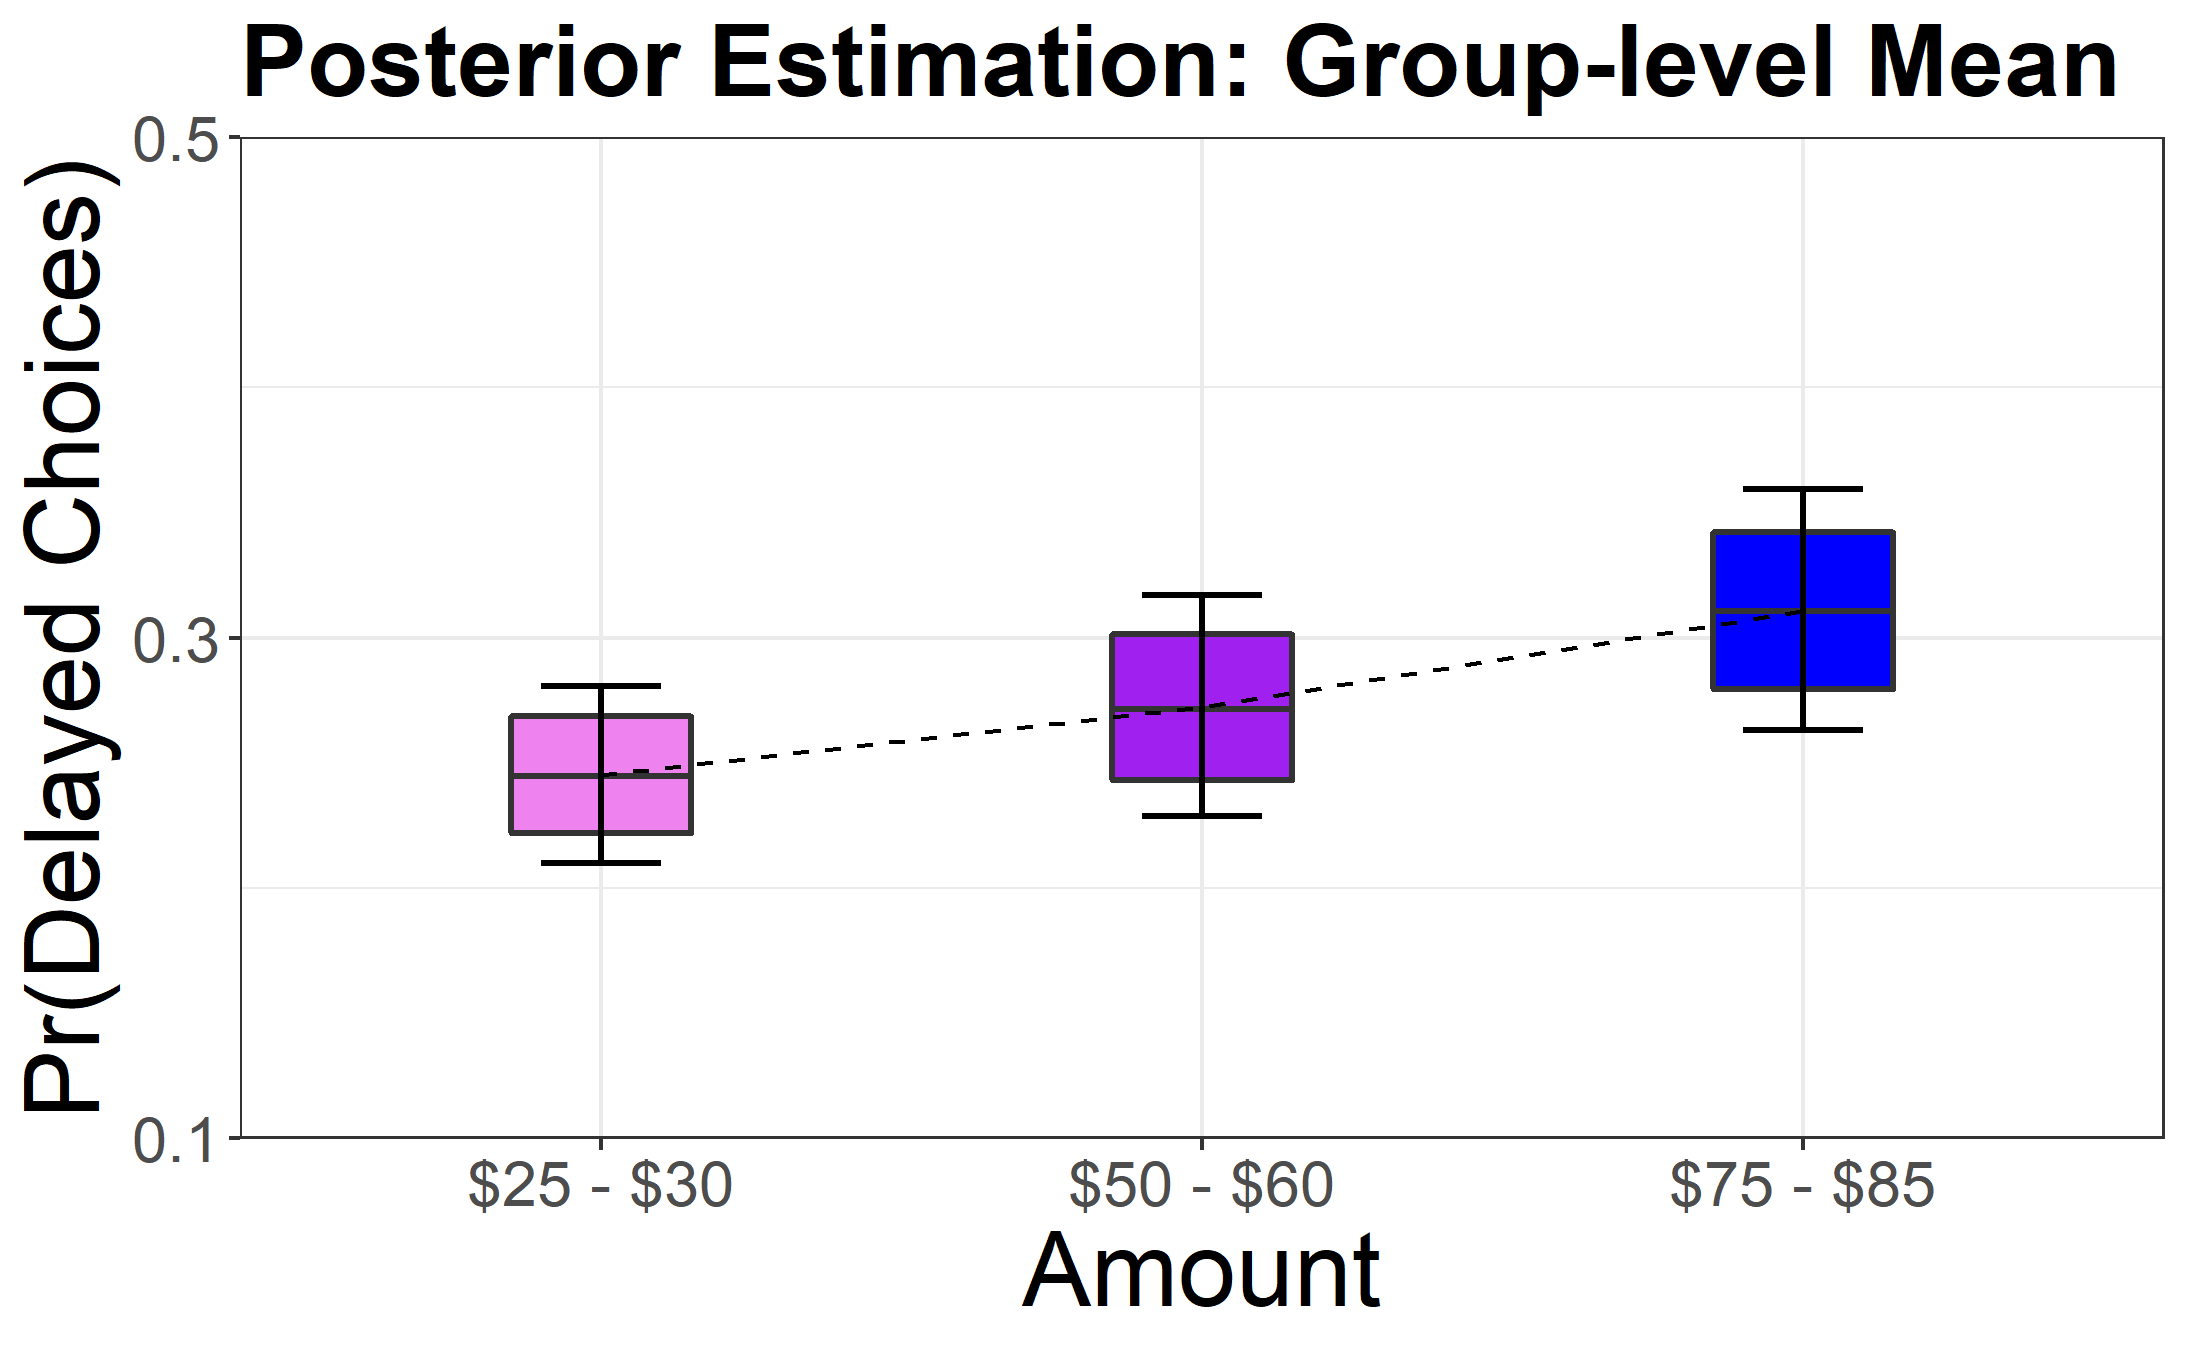 Posterior Estimation: Group-level Mean
Pr(Delayed Choices)
0.5
0.3
0.1
$25 - $30
$50 - $60
$75 - $85
Amount